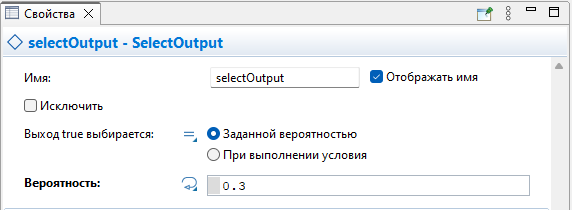 Свойства
selectOutput - SelectOutput
Имя: selectOutput Отображать имя
Исключить
Выход true выбирается: Заданной вероятностью
При выполнении условия
Вероятность: 0.3